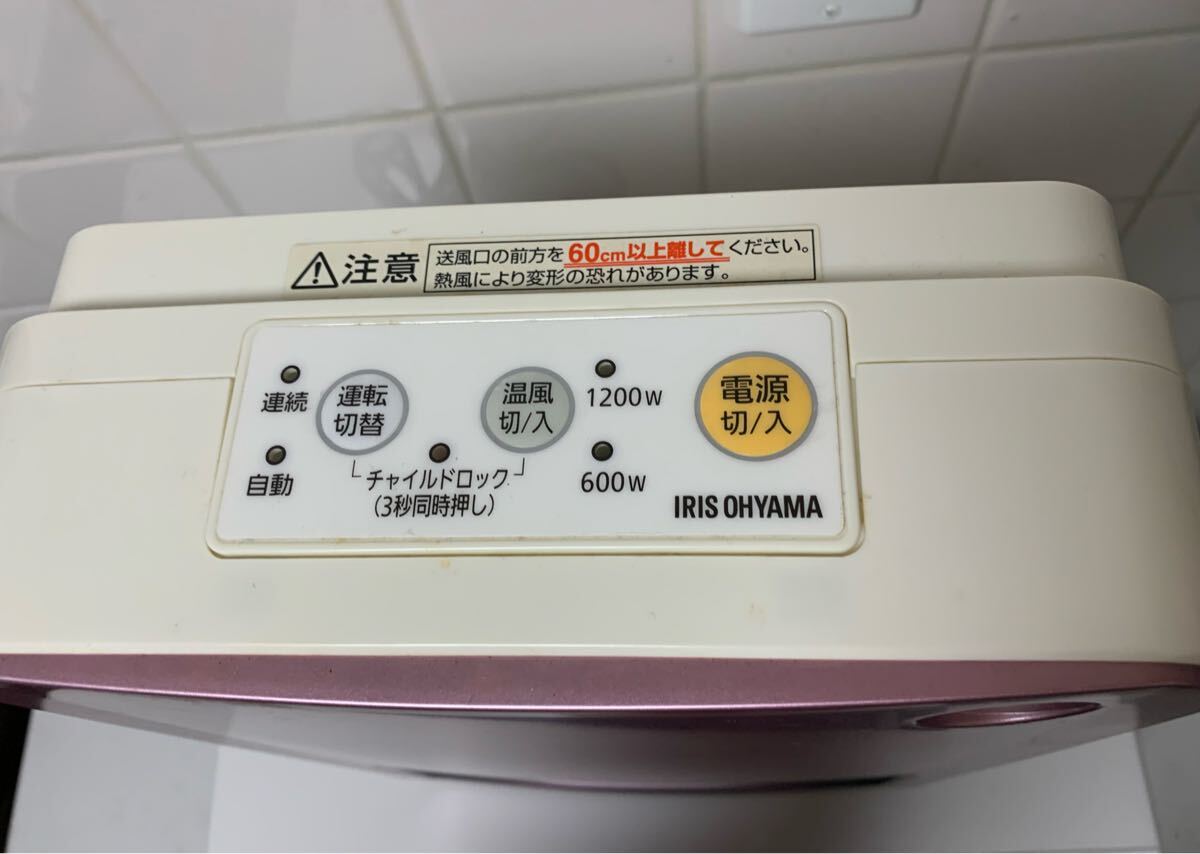 注意
送風口の前方を60cm以上離してください。
熱風により変形の恐れがあります。
連続
自動
運転
切替
温風
切/入
1200W
600W
電源
切/入
チャイルドロック
(3秒同時押し)
IRIS OHYAMA